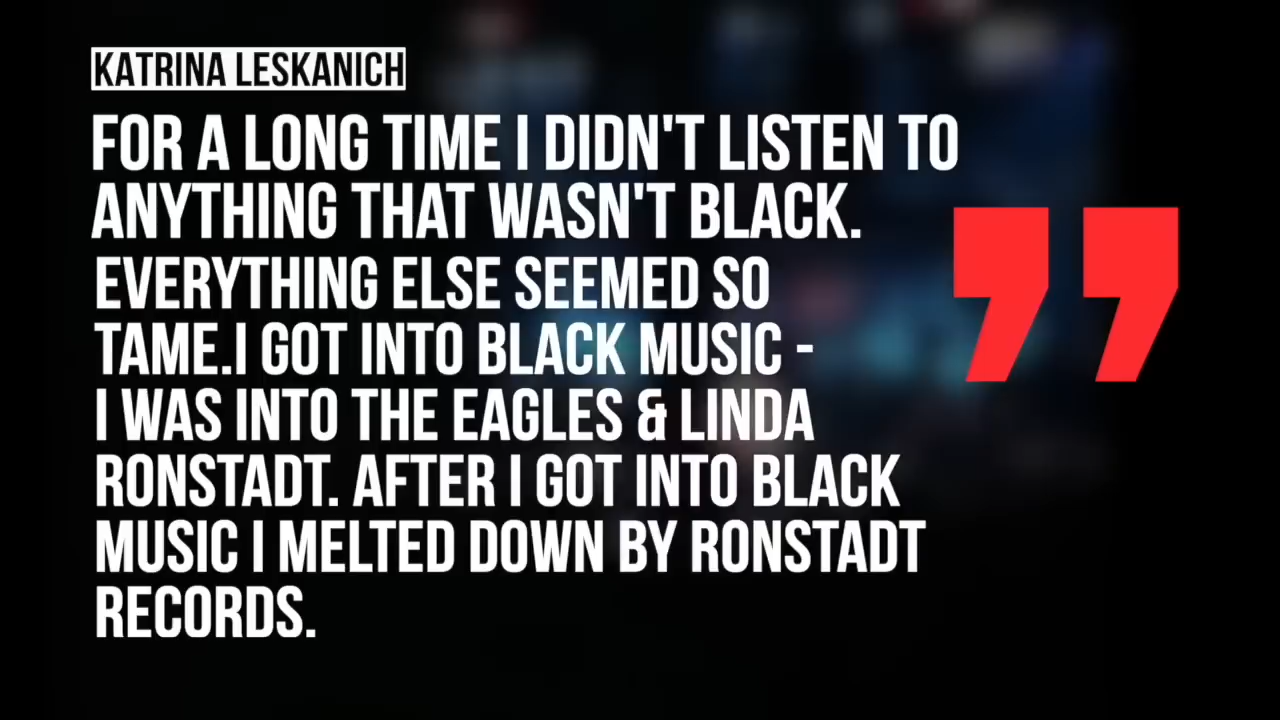 KATRINA LESKANICH
FOR A LONG TIME I DIDN'T LISTEN TO
ANYTHING THAT WASN'T BLACK.
EVERYTHING ELSE SEEMED SO
TAME.I GOT INTO BLACK MUSIC -
I WAS INTO THE EAGLES & LINDA
RONSTADT. AFTER I GOT INTO BLACK
MUSIC I MELTED DOWN BY RONSTADT
RECORDS.
”